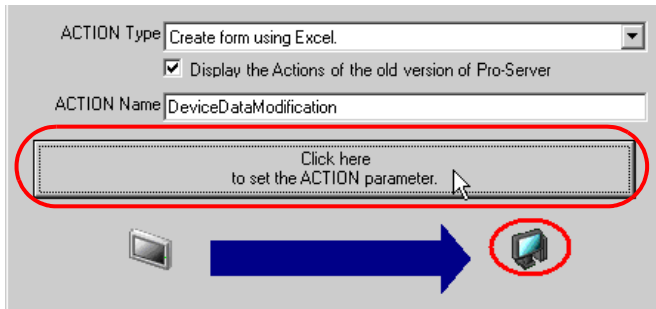 ACTION Type Create form using Excel.
Display the Actions of the old version of Pro-Server
ACTION Name DeviceDataModification
Click here
to set the ACTION parameter.